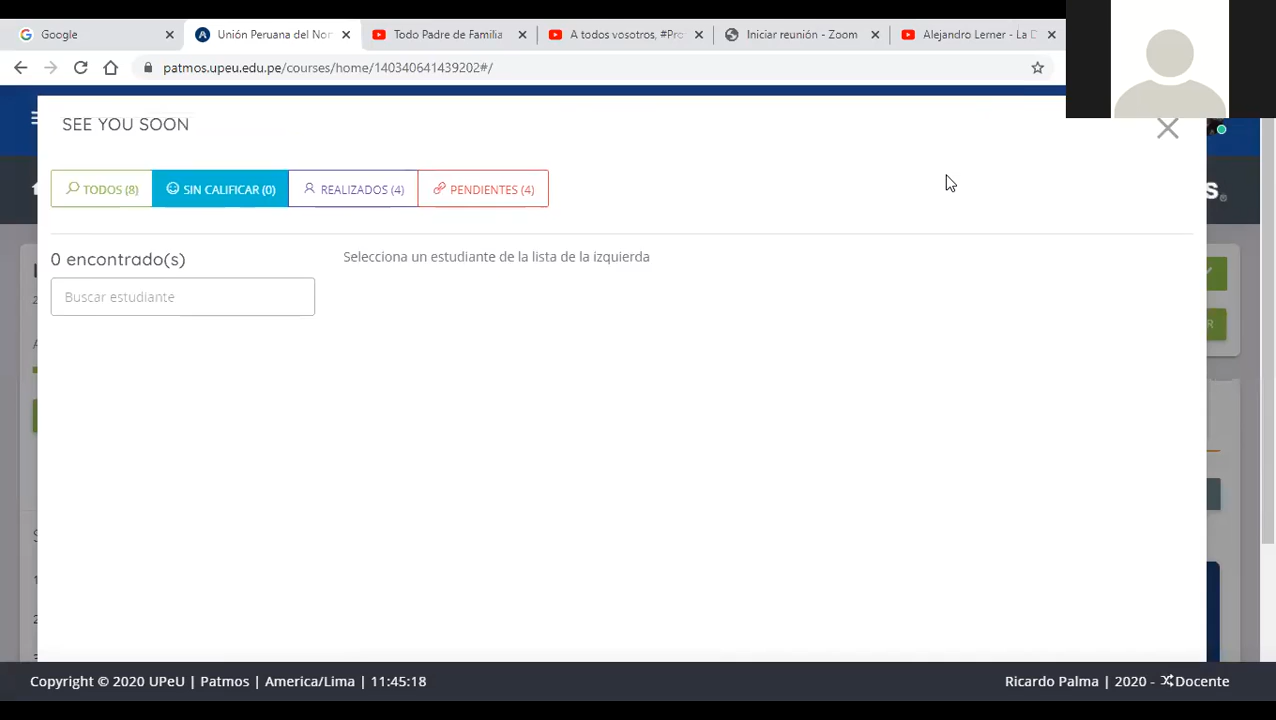 Google
Unión Peruana del Nor
Todo Padre de Familia
A todos vosotros, #Pro
Iniciar reunión - Zoom
Alejandro Lerner - La D
patmos.upeu.edu.pe/courses/home/140340641439202#/
SEE YOU SOON
TODOS (8)
SIN CALIFICAR (0)
REALIZADOS (4)
PENDIENTES (4)
0 encontrado(s)
Selecciona un estudiante de la lista de la izquierda
Buscar estudiante
Copyright © 2020 UPeU | Patmos | America/Lima | 11:45:18
Ricardo Palma | 2020 - Docente